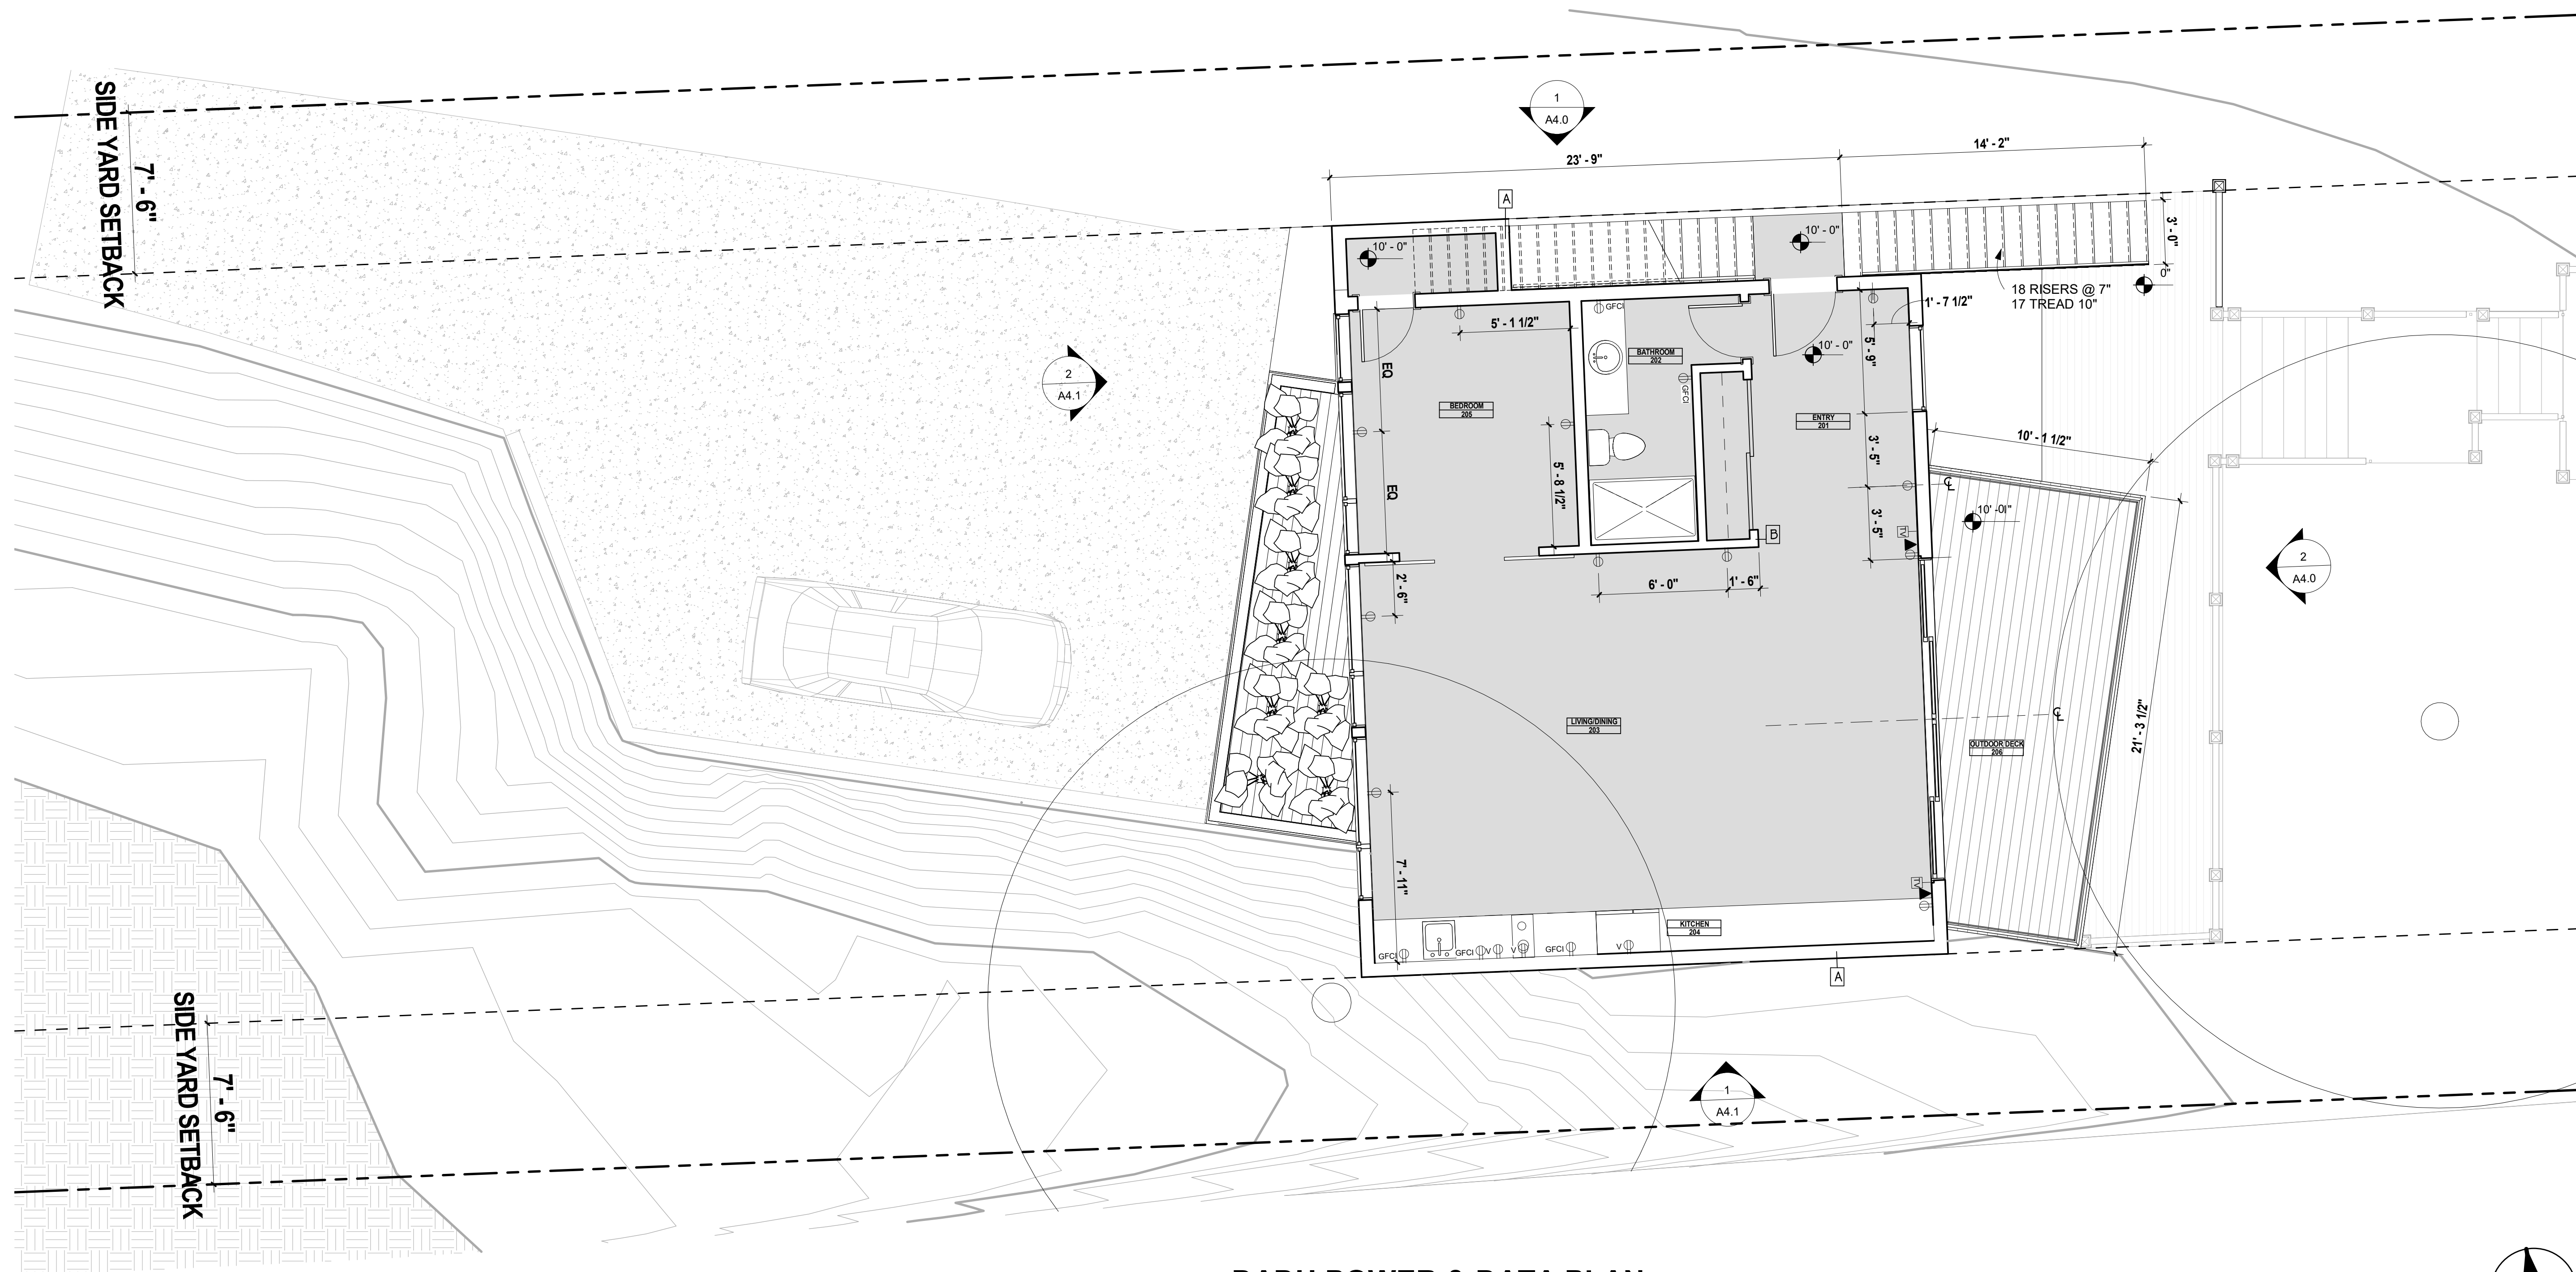 SIDE YARD SETBACK
7' - 6"
1
A4.0
23' - 9"
14' - 2"
A
10' - 0"
10' - 0"
3' - 0"
0"
18 RISERS @ 7"
17 TREAD 10"
GFCI
5' - 1 1/2"
1' - 7 1/2"
5' - 9"
BATHROOM
202
10' - 0"
2
A4.1
EQ
GFCI
BEDROOM
205
ENTRY
201
10' - 1 1/2"
3' - 5"
5' - 8 1/2"
EQ
CL
3' - 5"
10' - 0"
TV
B
2
A4.0
2' - 6"
6' - 0"
1' - 6"
LIVING/DINING
203
CL
21' - 3 1/2"
OUTDOOR DECK
206
7' - 11"
TV
KITCHEN
204
GFCI
GFCI
V
V
GFCI
V
A
SIDE YARD SETBACK
7' - 6"
1
A4.1